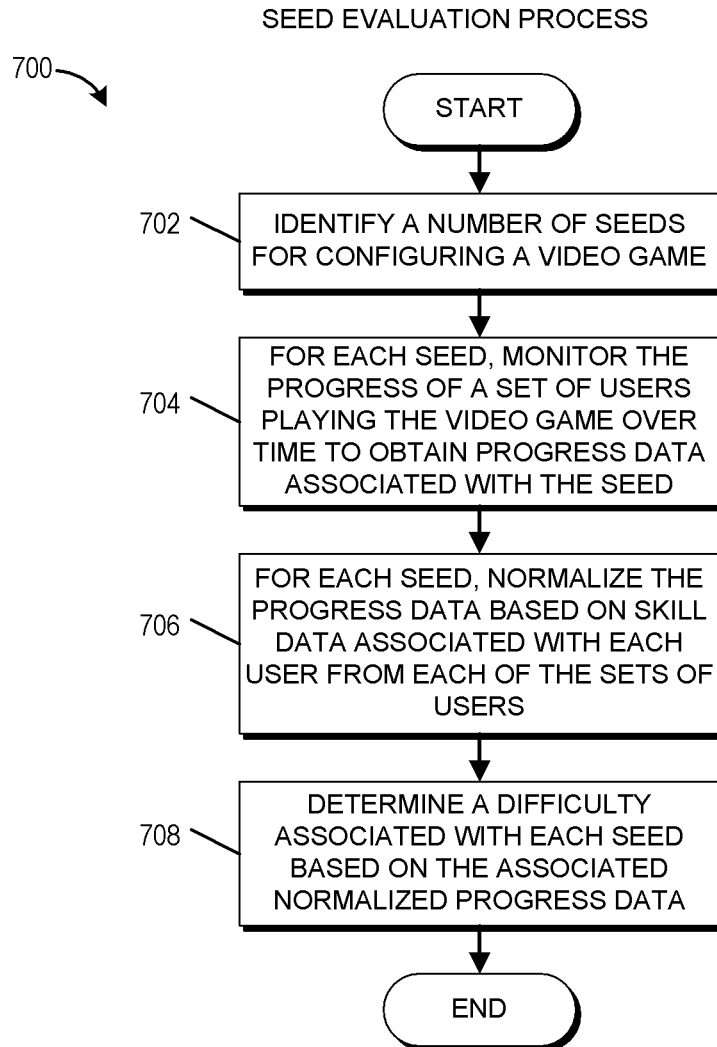 SEED EVALUATION PROCESS
700
START
702
IDENTIFY A NUMBER OF SEEDS
FOR CONFIGURING A VIDEO GAME
704
FOR EACH SEED, MONITOR THE
PROGRESS OF A SET OF USERS
PLAYING THE VIDEO GAME OVER
TIME TO OBTAIN PROGRESS DATA
ASSOCIATED WITH THE SEED
706
FOR EACH SEED, NORMALIZE THE
PROGRESS DATA BASED ON SKILL
DATA ASSOCIATED WITH EACH
USER FROM EACH OF THE SETS OF
USERS
708
DETERMINE A DIFFICULTY
ASSOCIATED WITH EACH SEED
BASED ON THE ASSOCIATED
NORMALIZED PROGRESS DATA
END